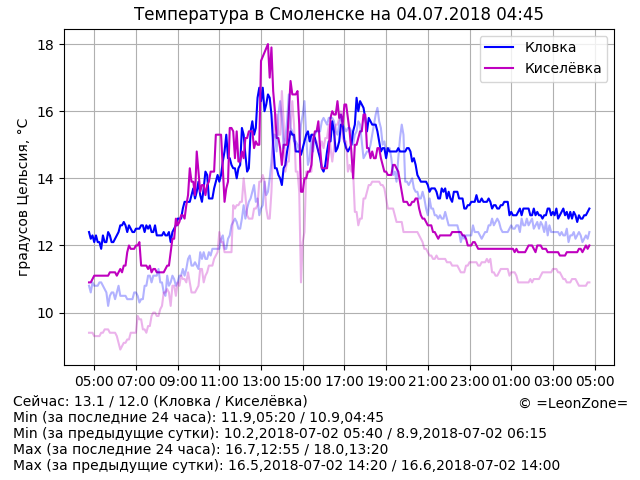 Температура в Смоленске на 04.07.2018 04:45
градусов Цельсия, °C
18
16
14
12
10
Кловка
Киселёвка
05:00 07:00 09:00 11:00 13:00 15:00 17:00 19:00 21:00 23:00 01:00 03:00 05:00
Сейчас: 13.1 / 12.0 (Кловка / Киселёвка)
© =LeonZone=
Min (за последние 24 часа): 11.9,05:20 / 10.9,04:45
Min (за предыдущие сутки): 10.2,2018-07-02 05:40 / 8.9,2018-07-02 06:15
Max (за последние 24 часа): 16.7,12:55 / 18.0,13:20
Max (за предыдущие сутки): 16.5,2018-07-02 14:20 / 16.6,2018-07-02 14:00